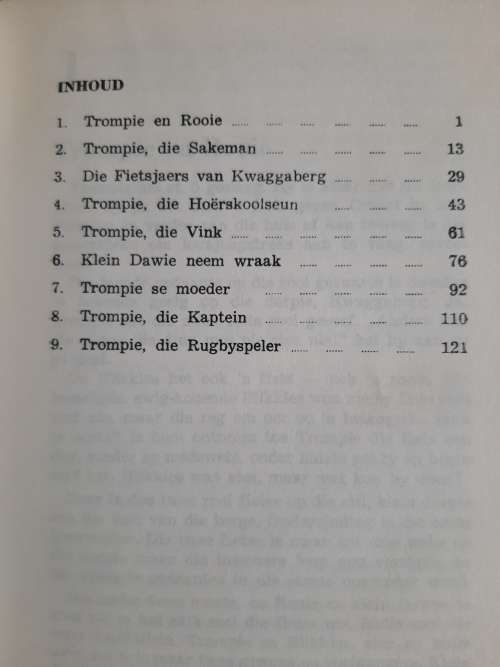 INHOUD
1. Trompie en Rooie ...... ...... ...... ...... ...... 1
2. Trompie, die Sakeman ...... ...... ...... ...... 13
3. Die Fietsjaers van Kwaggaberg ...... ...... ...... 29
4. Trompie, die Hoërskoolseun ...... ...... ...... 43
5. Trompie, die Vink ...... ...... ...... ...... ...... 61
6. Klein Dawie neem wraak ...... ...... ...... ...... 76
7. Trompie se moeder ...... ...... ...... ...... 92
8. Trompie, die Kaptein ...... ...... ...... ...... 110
9. Trompie, die Rugbyspeler ...... ...... ...... ...... 121